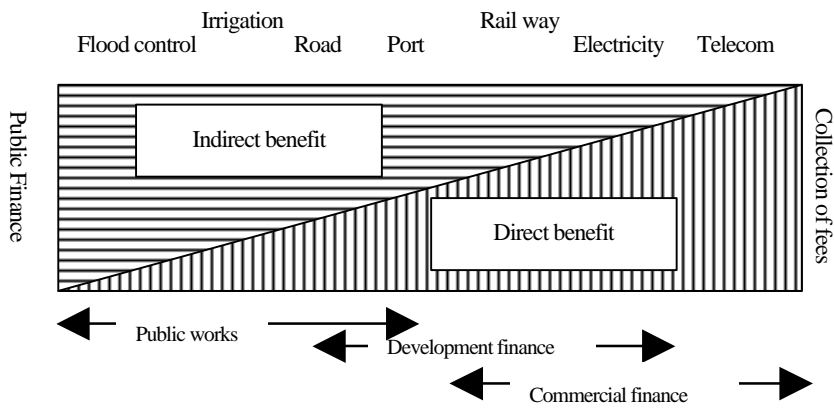 Irrigation Rail way
Flood control Road Port Electricity Telecom
Public Finance
Indirect benefit
Direct benefit
Collection of fees
Public works
Development finance
Commercial finance